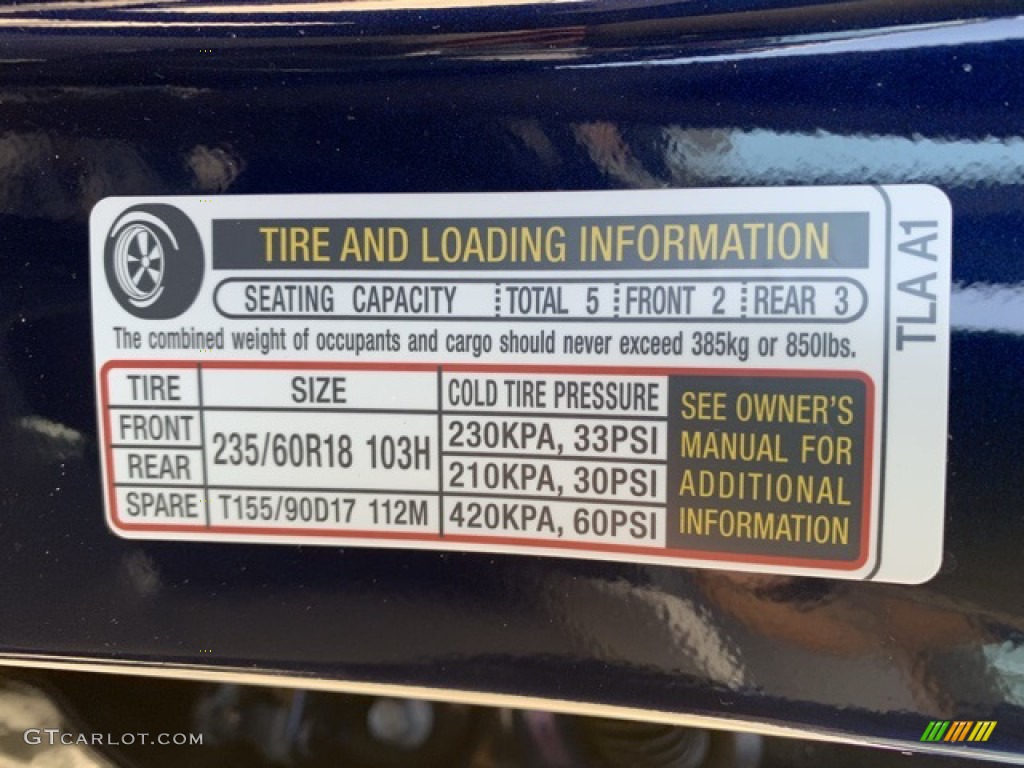 TIRE AND LOADING INFORMATION
SEATING CAPACITY TOTAL 5 FRONT 2 REAR 3
The combined weight of occupants and cargo should never exceed 385kg or 850lbs.
TIRE SIZE COLD TIRE PRESSURE
FRONT 235/60R18 103H 230KPA, 33PSI
REAR 210KPA, 30PSI
SPARE T155/90D17 112M 420KPA, 60PSI
SEE OWNER'S
MANUAL FOR
ADDITIONAL
INFORMATION
TLA A1
GTcarlot.com